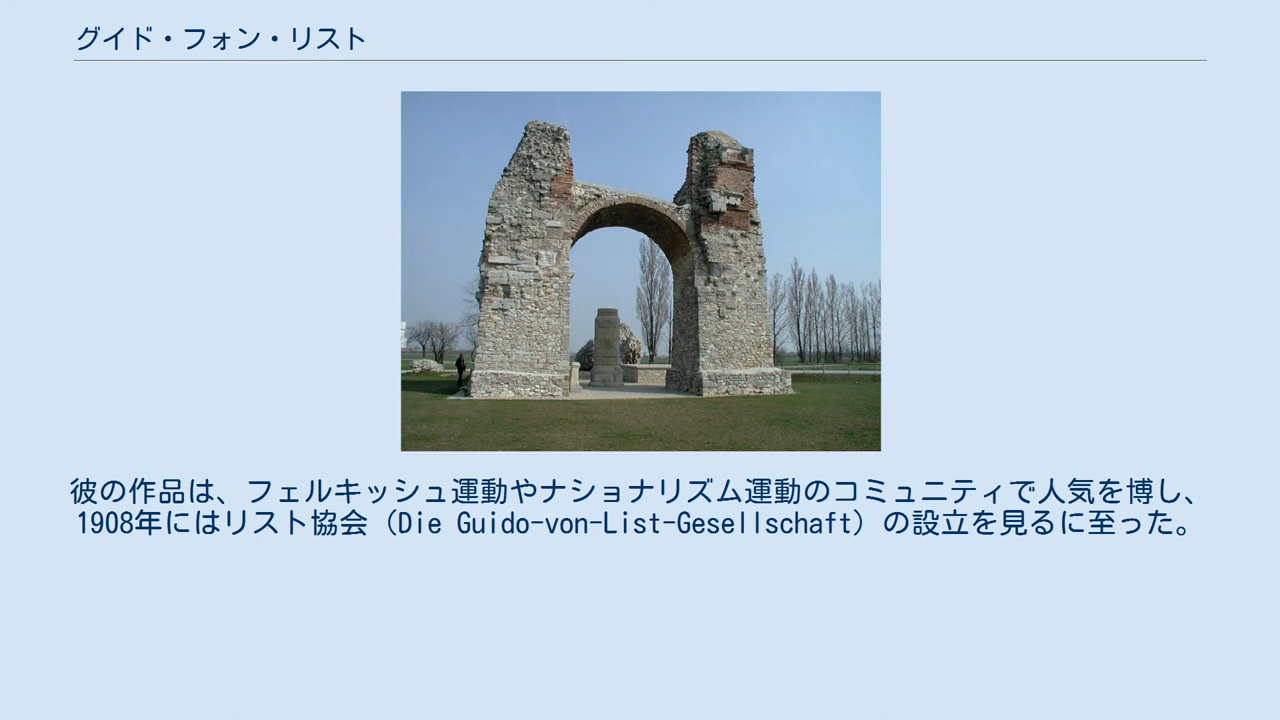 グイド・フォン・リスト
彼の作品は、フェルキッシュ運動やナショナリズム運動のコミュニティで人気を博し、
1908年にはリスト協会（Die Guido-von-List-Gesellschaft）の設立を見るに至った。